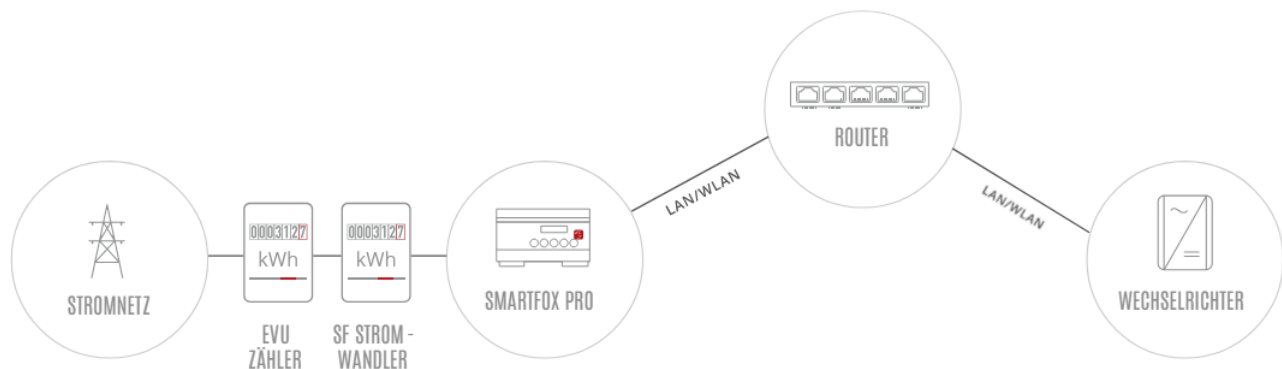 ROUTER
LAN/WLAN
LAN/WLAN
0003127
kWh
0003127
kWh
STROMNETZ
SMARTFOX PRO
WECHSELRICHTER
EVU
ZÄHLER
SF STROM -
WANDLER